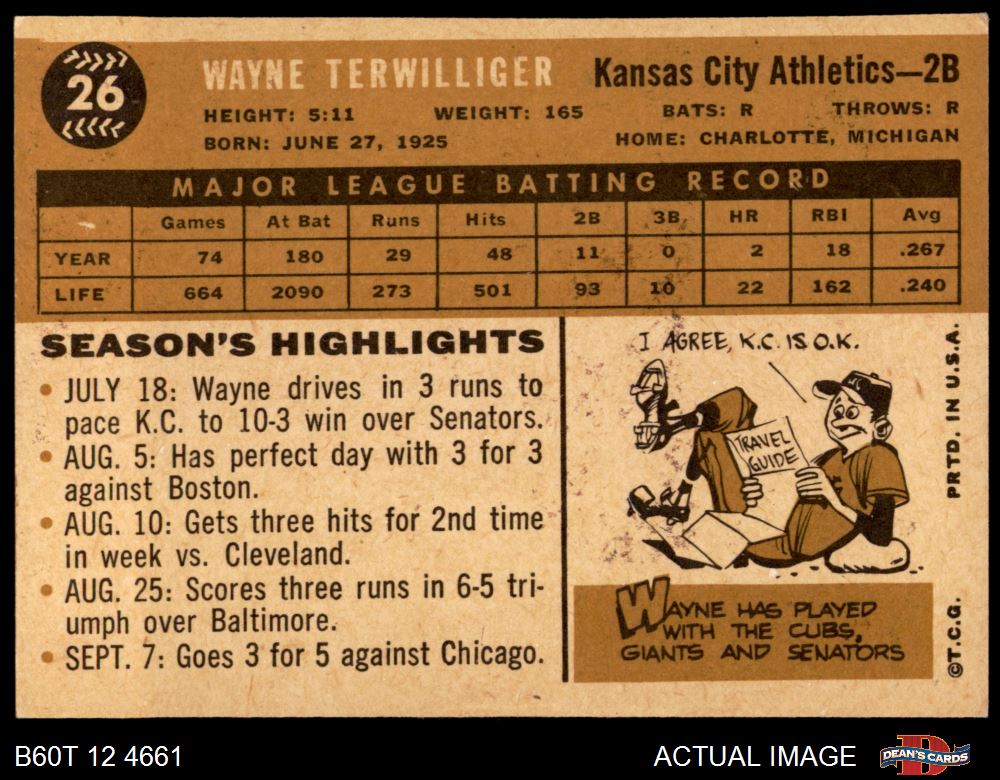 26
WAYNE TERWILLIGER
Kansas City Athletics—2B
HEIGHT: 5:11 WEIGHT: 165 BATS: R THROWS: R
BORN: JUNE 27, 1925 HOME: CHARLOTTE, MICHIGAN
MAJOR LEAGUE BATTING RECORD
Games At Bat Runs Hits 2B 3B HR RBI Avg
YEAR 74 180 29 48 11 0 2 18 .267
LIFE 664 2090 273 501 93 10 22 162 .240
SEASON'S HIGHLIGHTS
• JULY 18: Wayne drives in 3 runs to
pace K.C. to 10-3 win over Senators.
• AUG. 5: Has perfect day with 3 for 3
against Boston.
• AUG. 10: Gets three hits for 2nd time
in week vs. Cleveland.
• AUG. 25: Scores three runs in 6-5 tri-
umph over Baltimore.
• SEPT. 7: Goes 3 for 5 against Chicago.
I AGREE, K.C. IS O.K.
TRAVEL
GUIDE
WAYNE HAS PLAYED
WITH THE CUBS,
GIANTS AND SENATORS
©T.C.G. PRTD. IN U.S.A.
B60T 12 4661
ACTUAL IMAGE
DEAN'S CARDS